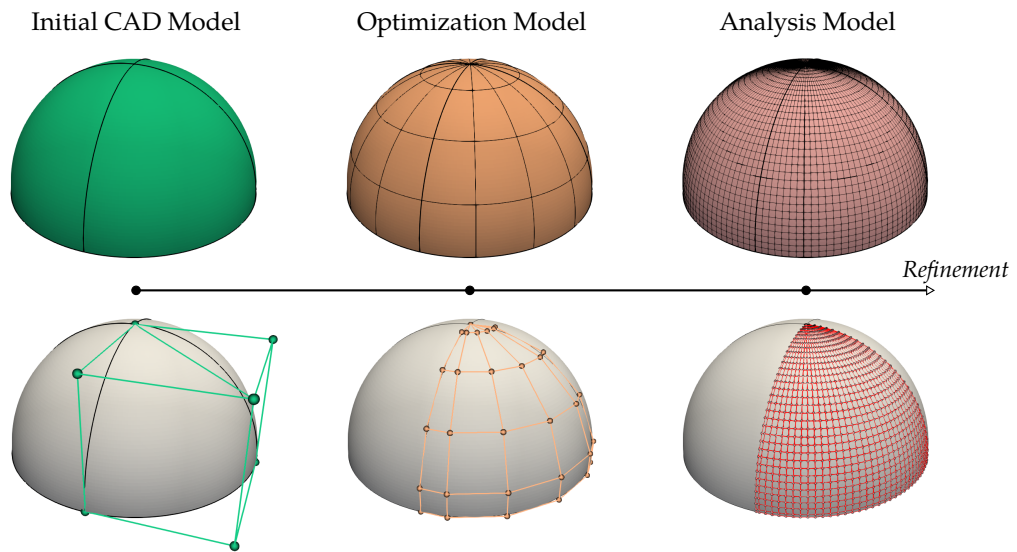 Initial CAD Model
Optimization Model
Analysis Model
Refinement